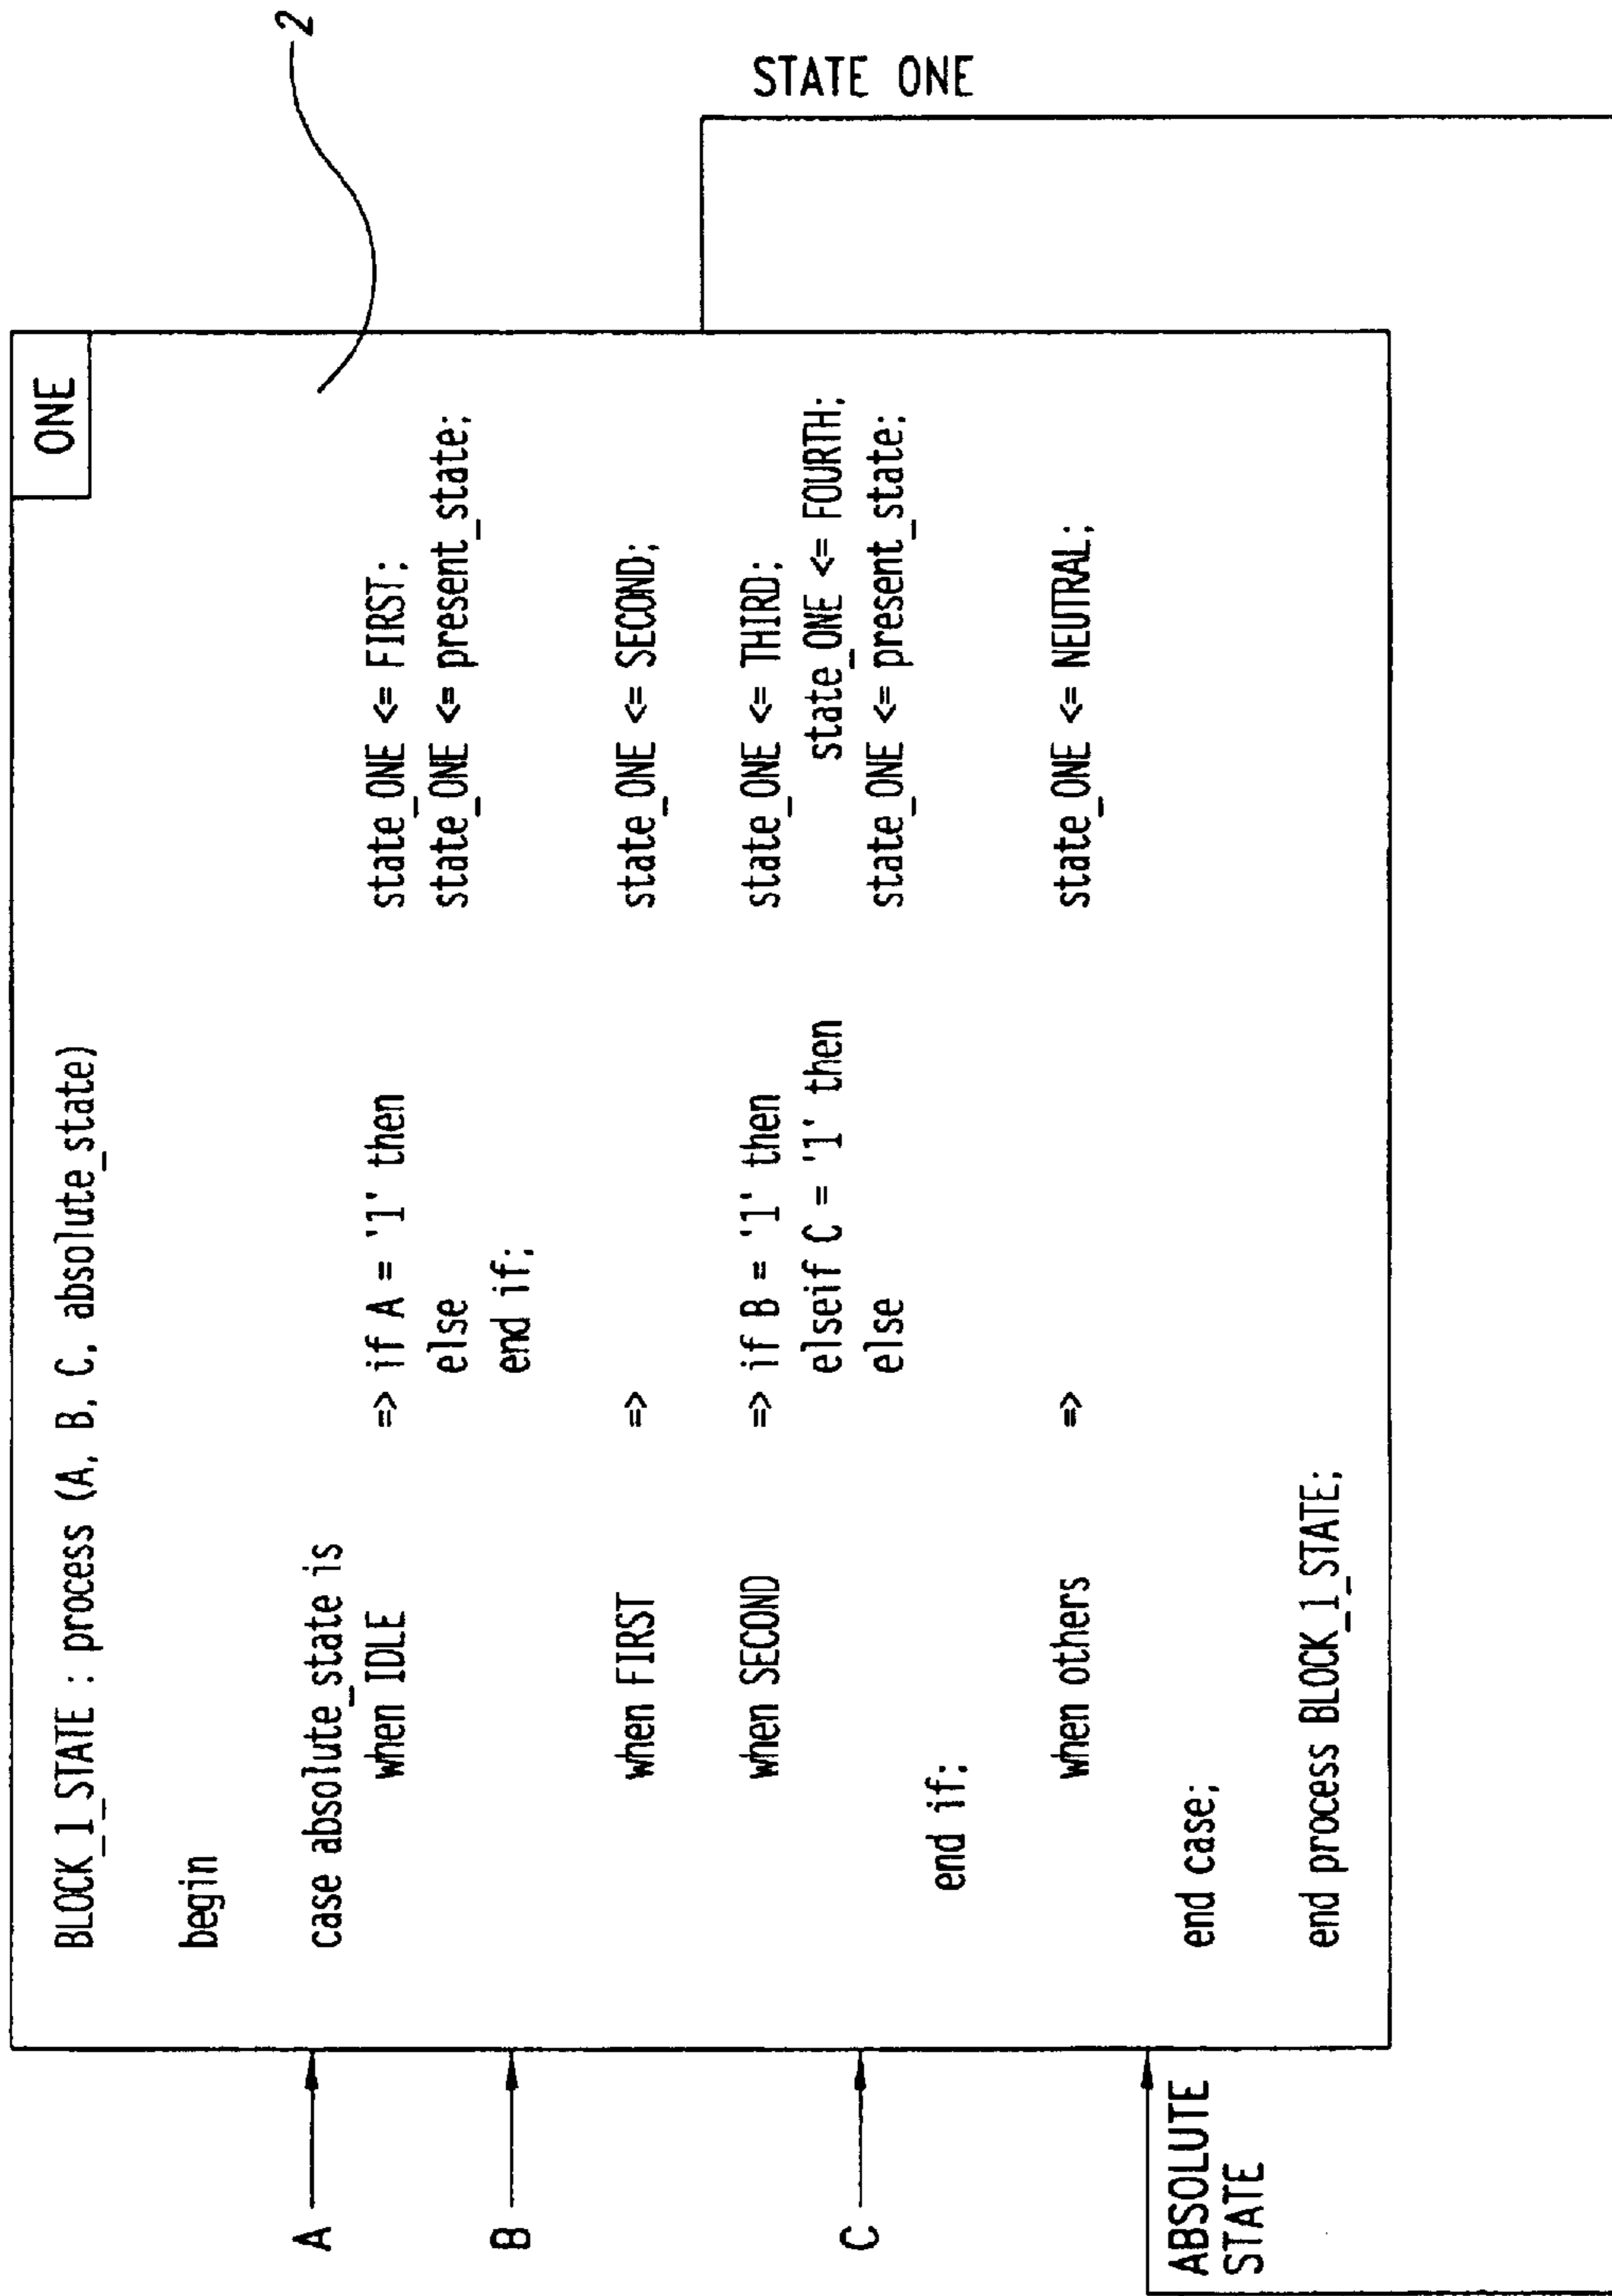 ONE
2
BLOCK_1_STATE : process (A, B, C, absolute_state)
begin
case absolute_state is
when IDLE => if A = '1' then state_ONE <= FIRST;
else state_ONE <= present_state;
end if;
when FIRST => state_ONE <= SECOND;
when SECOND => if B = '1' then state_ONE <= THIRD;
elseif C = '1' then state_ONE <= FOURTH;
else state_ONE <= present_state;
end if;
when others => state_ONE <= NEUTRAL;
end case;
end process BLOCK_1_STATE;
A
B
C
ABSOLUTE
STATE
STATE ONE